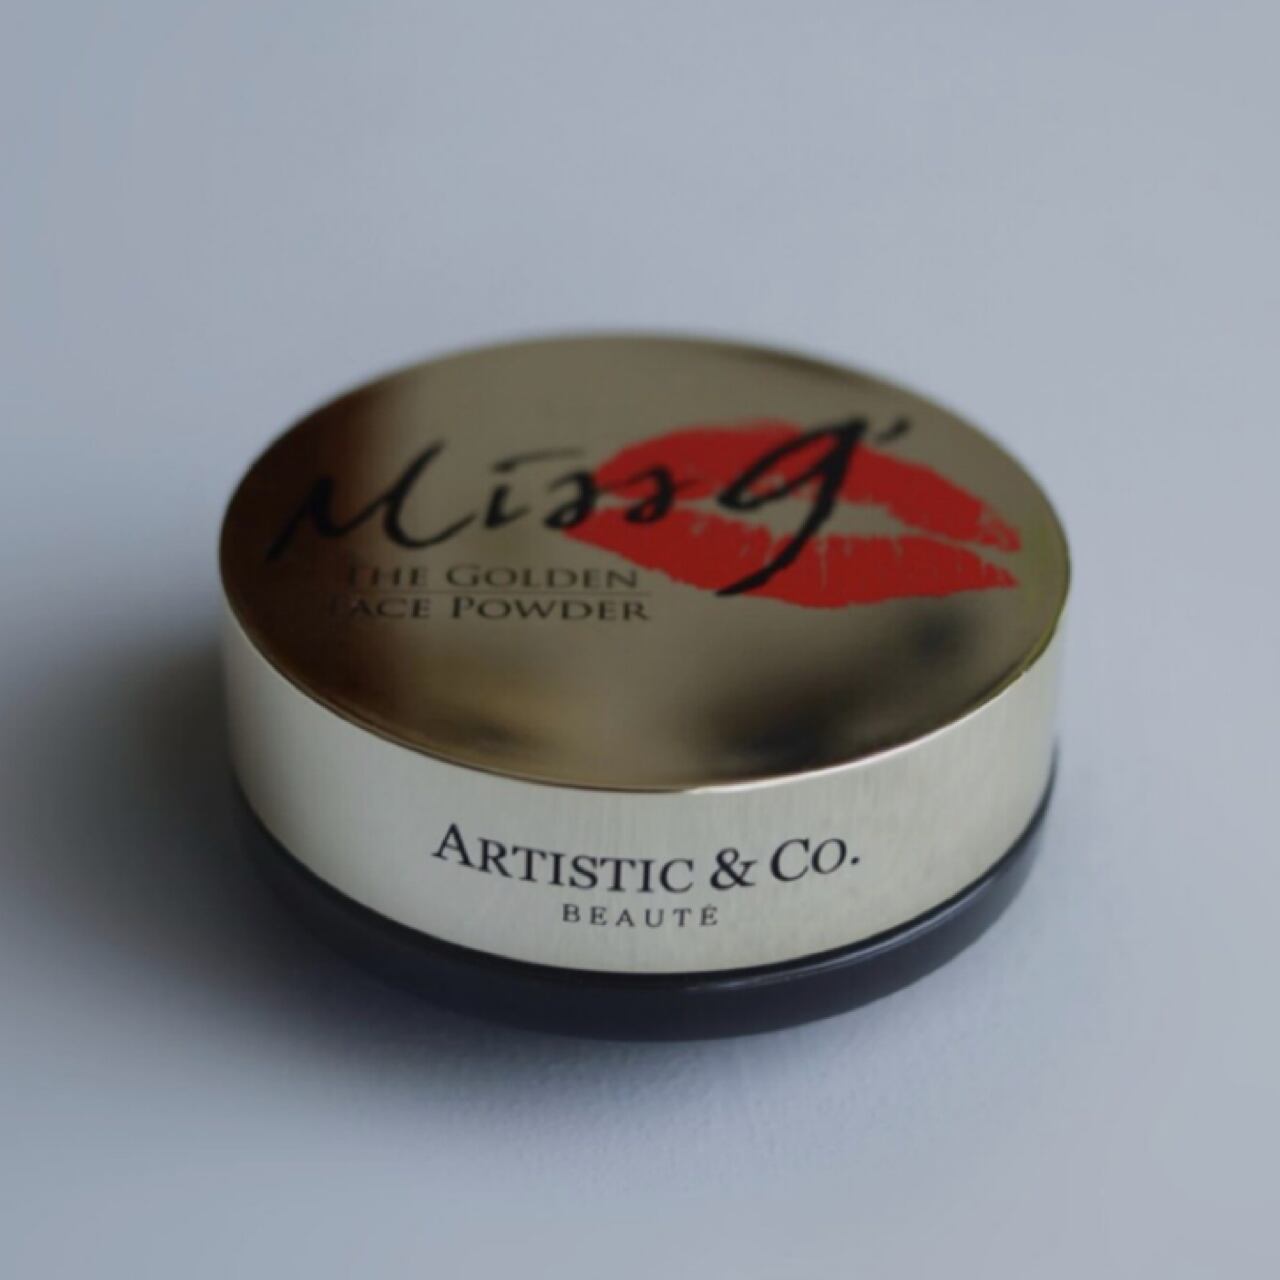 Miss G'
THE GOLDEN
FACE POWDER
ARTISTIC & CO.
BEAUTÉ